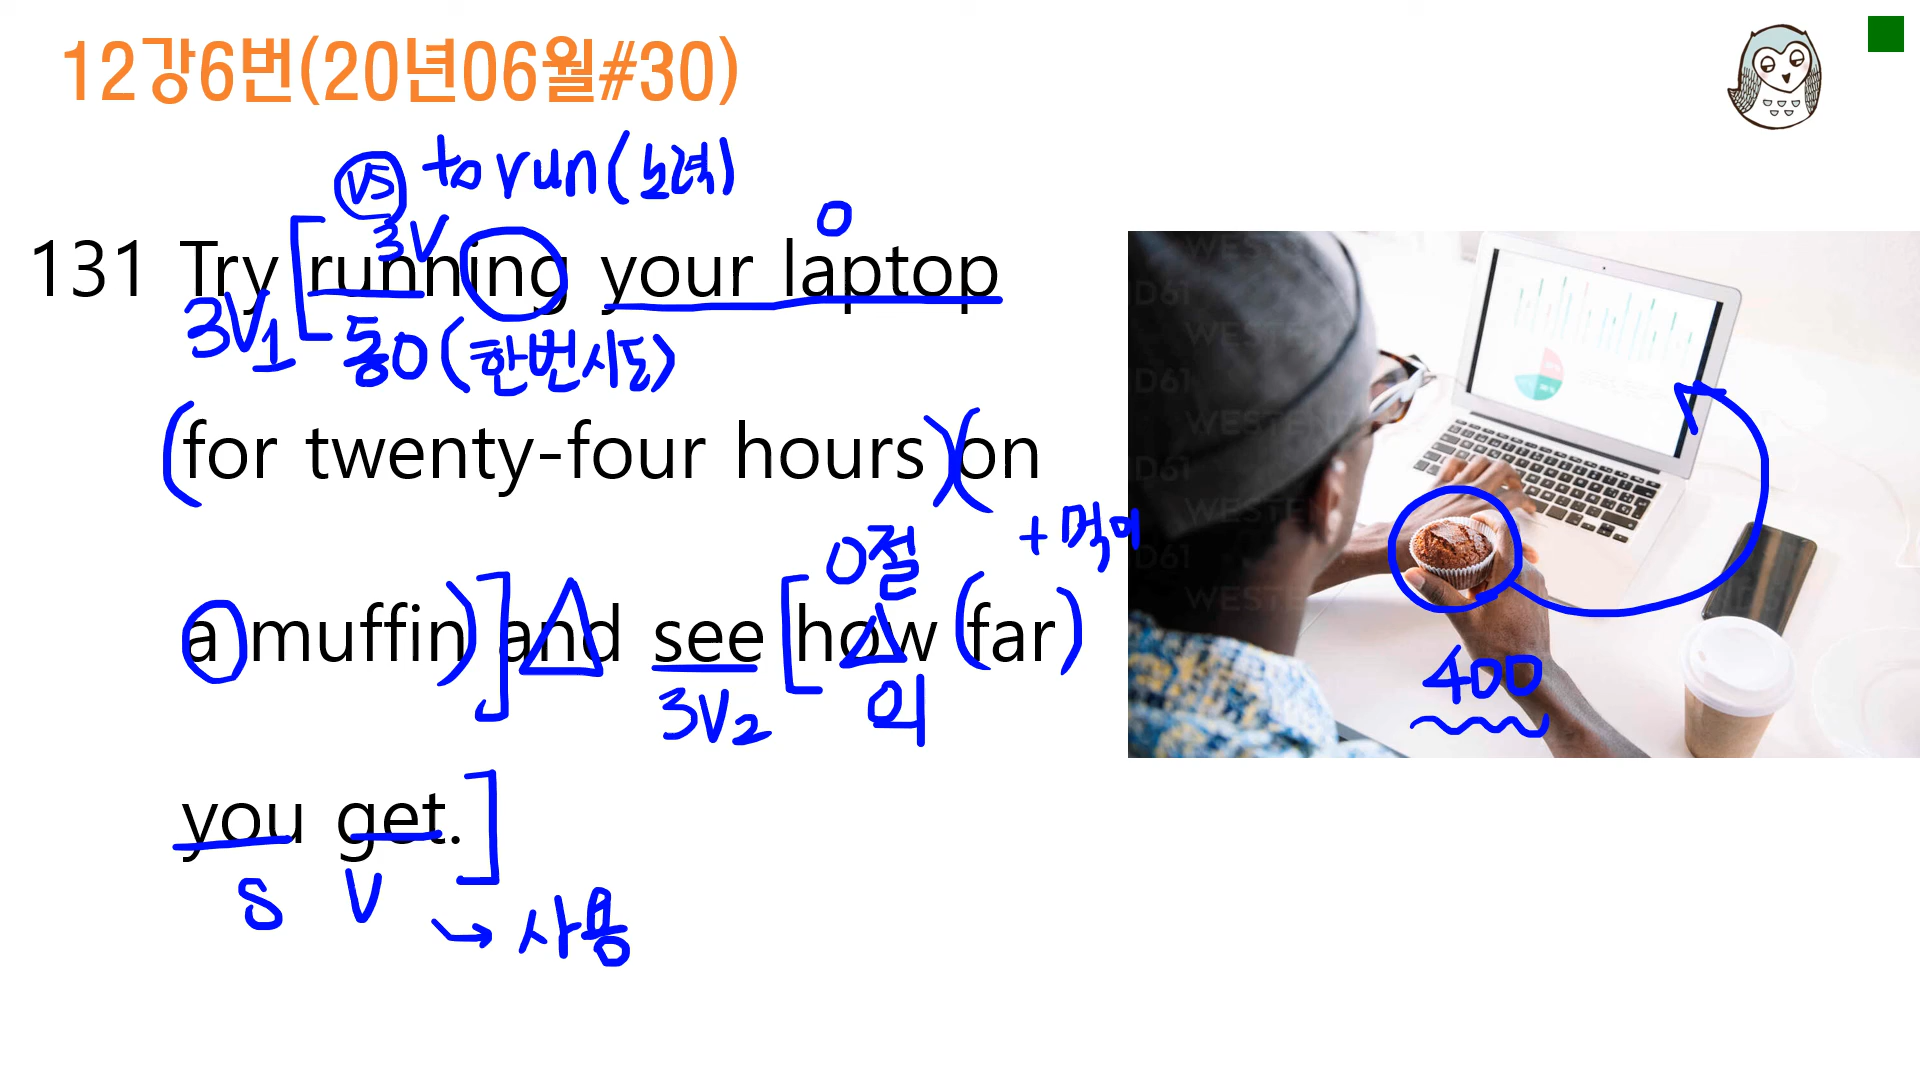 12강6번(20년06월#30)
vs to run (노력)
3V O
131 Try [running your laptop
3V1 동O (한번시도)
(for twenty-four hours) (on
O절 +먹이
a muffin)] and see [how (far)
3V2 의
400
you get.]
S V
→ 사용